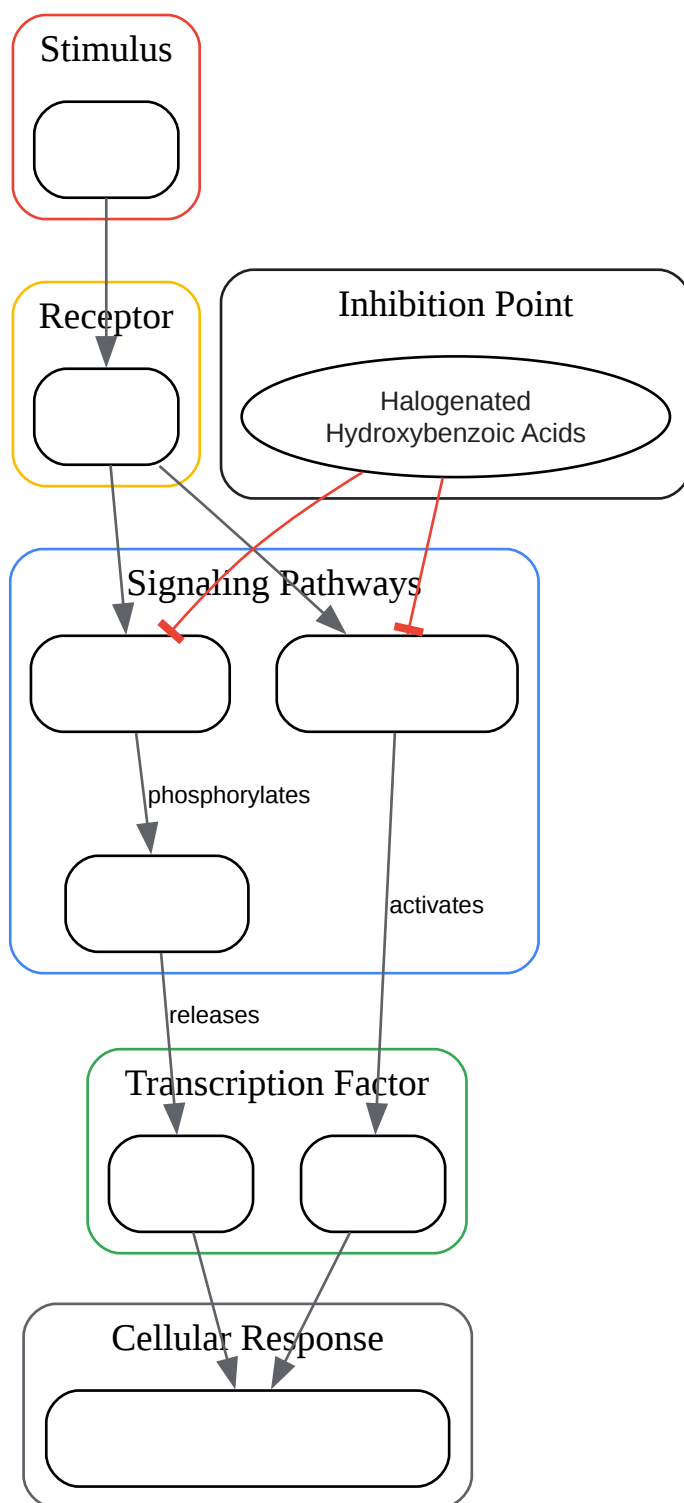 Stimulus
Receptor
Inhibition Point
Halogenated
Hydroxybenzoic Acids
Signaling Pathways
phosphorylates
activates
releases
Transcription Factor
Cellular Response